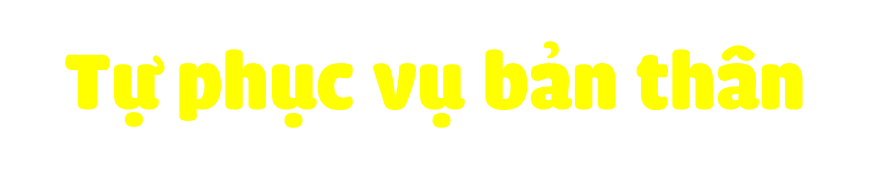 Tự phục vụ bản thân